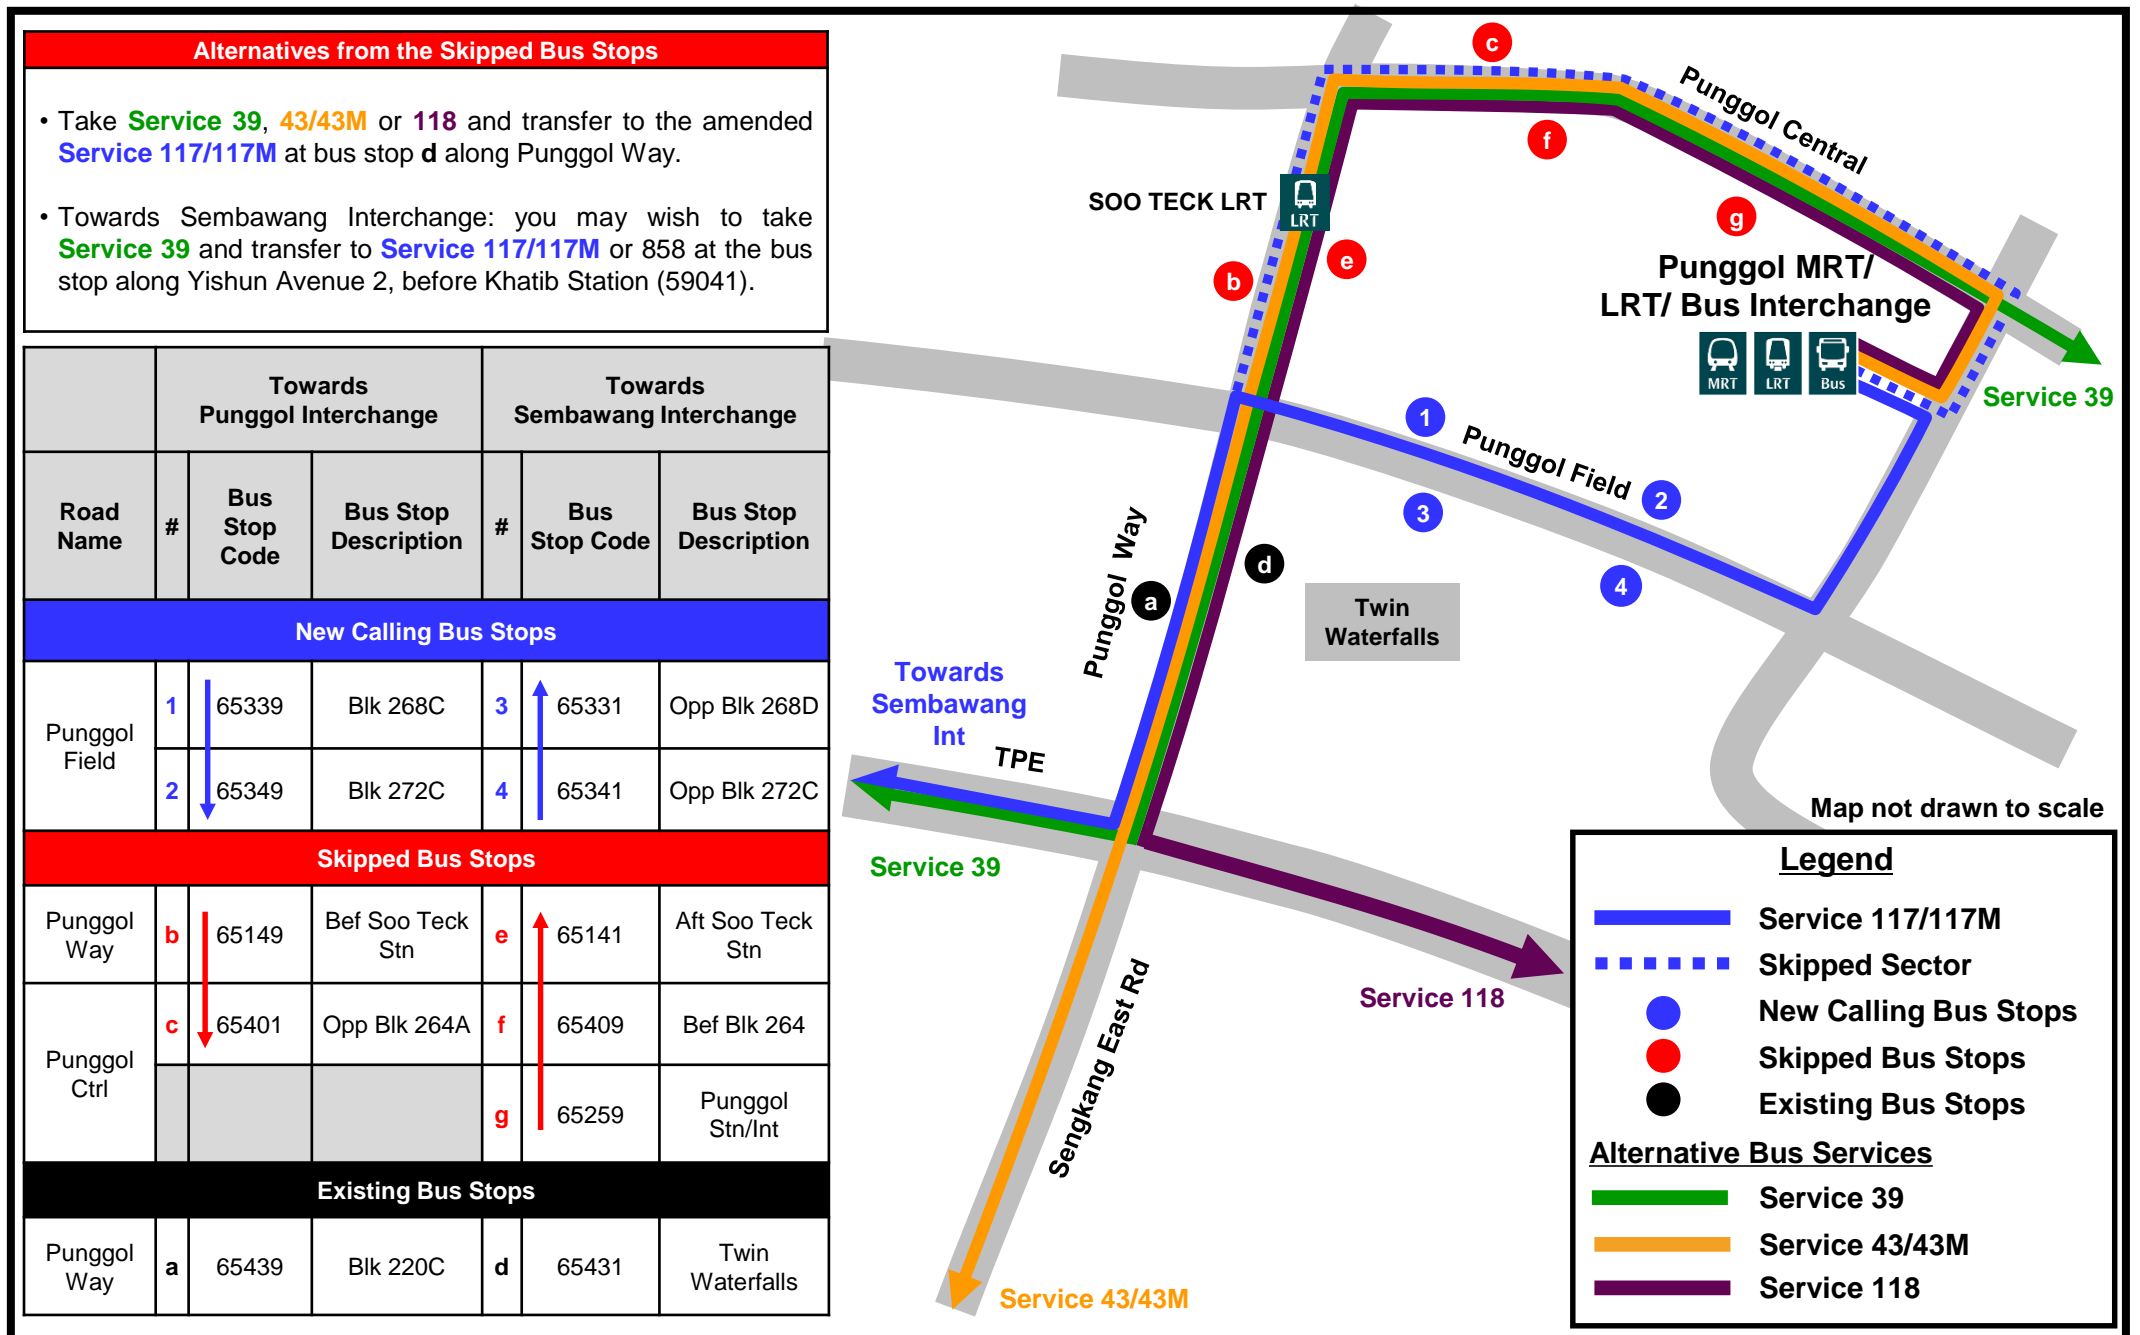 Alternatives from the Skipped Bus Stops
• Take Service 39, 43/43M or 118 and transfer to the amended
Service 117/117M at bus stop d along Punggol Way.
• Towards Sembawang Interchange: you may wish to take
Service 39 and transfer to Service 117/117M or 858 at the bus
stop along Yishun Avenue 2, before Khatib Station (59041).
Towards
Punggol Interchange
Towards
Sembawang Interchange
Road
Name
#
Bus
Stop
Code
Bus Stop
Description
#
Bus
Stop Code
Bus Stop
Description
New Calling Bus Stops
Punggol
Field
1
65339
Blk 268C
3
65331
Opp Blk 268D
2
65349
Blk 272C
4
65341
Opp Blk 272C
Skipped Bus Stops
Punggol
Way
b
65149
Bef Soo Teck
Stn
e
65141
Aft Soo Teck
Stn
Punggol
Ctrl
c
65401
Opp Blk 264A
f
65409
Bef Blk 264
g
65259
Punggol
Stn/Int
Existing Bus Stops
Punggol
Way
a
65439
Blk 220C
d
65431
Twin
Waterfalls
c
Punggol Central
f
SOO TECK LRT
LRT
g
e
b
Punggol MRT/
LRT/ Bus Interchange
MRT
LRT
Bus
Service 39
1
Punggol Field
2
3
4
Punggol Way
d
a
Twin
Waterfalls
Towards
Sembawang
Int
TPE
Service 39
Service 118
Sengkang East Rd
Service 43/43M
Map not drawn to scale
Legend
Service 117/117M
Skipped Sector
New Calling Bus Stops
Skipped Bus Stops
Existing Bus Stops
Alternative Bus Services
Service 39
Service 43/43M
Service 118